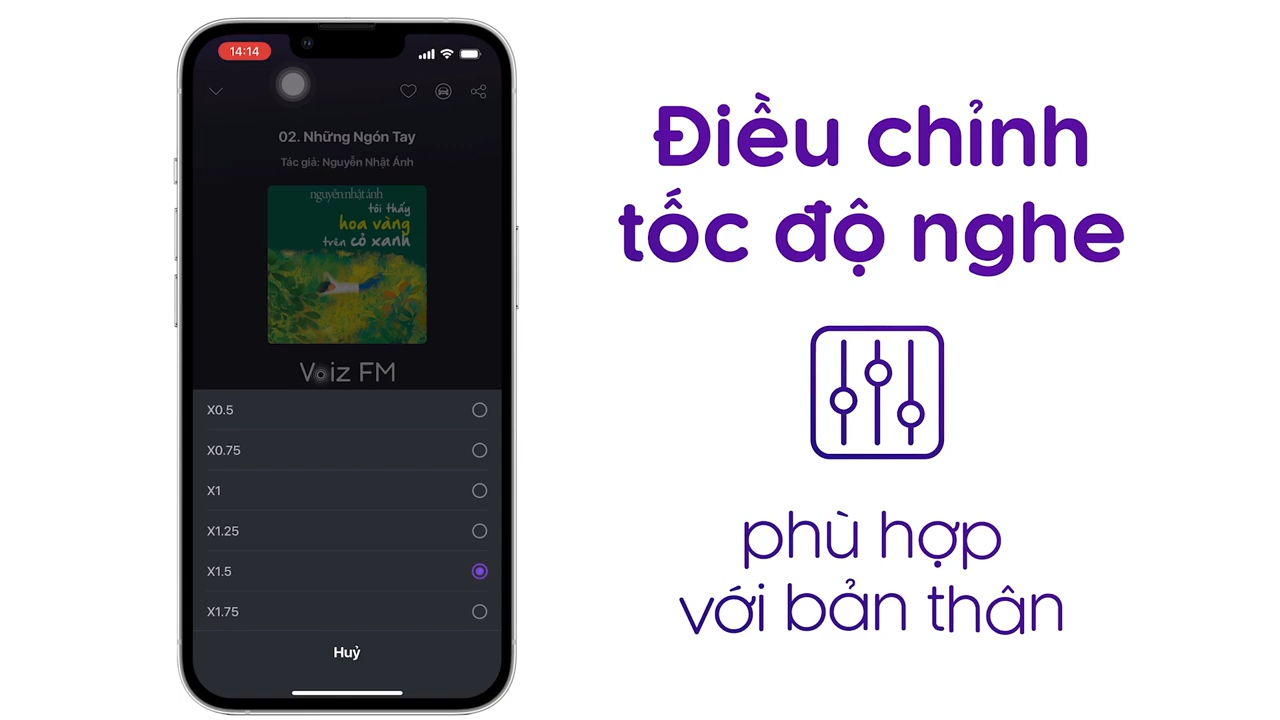 14:14
02. Những Ngón Tay
Tác giả: Nguyễn Nhật Ánh
nguyễn nhật ánh
tôi thấy
hoa vàng
trên cỏ xanh
Voiz FM
X0.5
X0.75
X1
X1.25
X1.5
X1.75
Huỷ
Điều chỉnh
tốc độ nghe
phù hợp
với bản thân